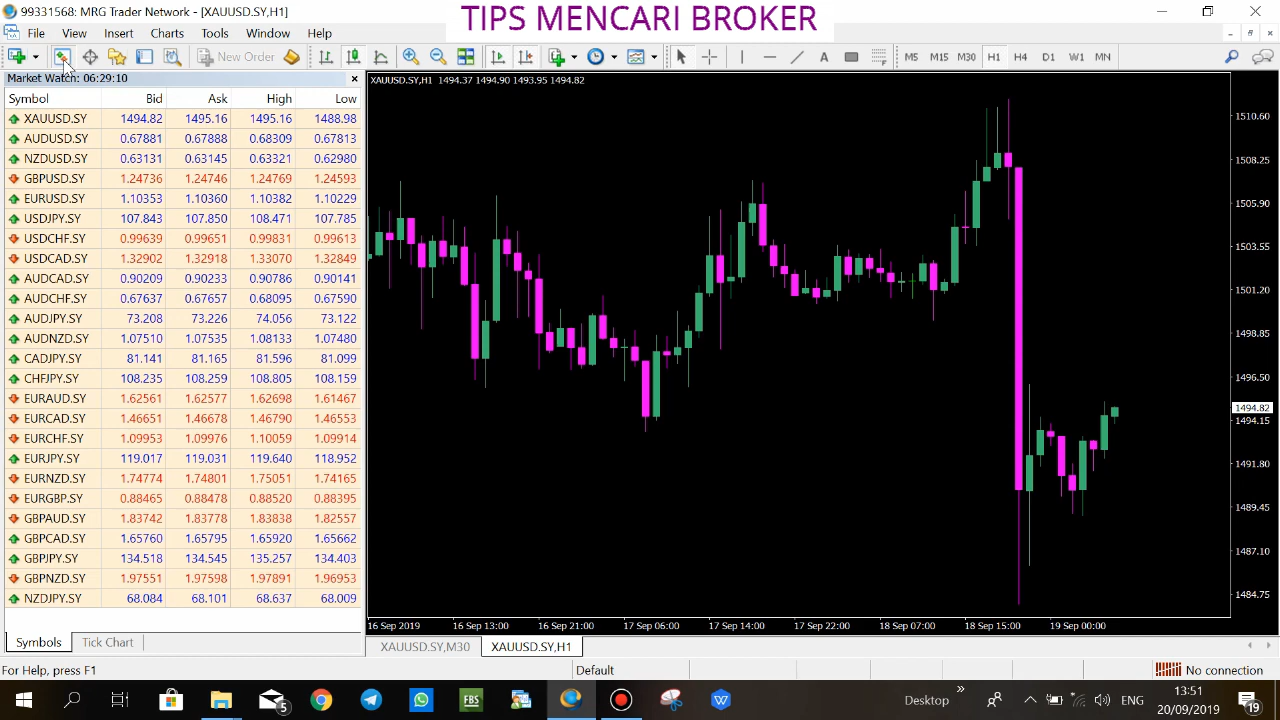 99331568: MRG Trader Network - [XAUUSD.SY,H1]
TIPS MENCARI BROKER
File View Insert Charts Tools Window Help
New Order
M5 M15 M30 H1 H4 D1 W1 MN
Market Watch: 06:29:10
Symbol Bid Ask High Low
XAUUSD.SY 1494.82 1495.16 1495.16 1488.98
AUDUSD.SY 0.67881 0.67888 0.68309 0.67813
NZDUSD.SY 0.63131 0.63145 0.63321 0.62980
GBPUSD.SY 1.24736 1.24746 1.24769 1.24593
EURUSD.SY 1.10353 1.10360 1.10382 1.10229
USDJPY.SY 107.843 107.850 108.471 107.785
USDCHF.SY 0.99639 0.99651 0.99831 0.99613
USDCAD.SY 1.32902 1.32918 1.33070 1.32849
AUDCAD.SY 0.90209 0.90233 0.90786 0.90141
AUDCHF.SY 0.67637 0.67657 0.68095 0.67590
AUDJPY.SY 73.208 73.226 74.056 73.122
AUDNZD.SY 1.07510 1.07535 1.08133 1.07480
CADJPY.SY 81.141 81.165 81.596 81.099
CHFJPY.SY 108.235 108.259 108.805 108.159
EURAUD.SY 1.62561 1.62577 1.62698 1.61467
EURCAD.SY 1.46651 1.46678 1.46790 1.46553
EURCHF.SY 1.09953 1.09976 1.10059 1.09914
EURJPY.SY 119.017 119.031 119.640 118.952
EURNZD.SY 1.74774 1.74801 1.75051 1.74165
EURGBP.SY 0.88465 0.88478 0.88520 0.88395
GBPAUD.SY 1.83742 1.83778 1.83838 1.82557
GBPCAD.SY 1.65760 1.65795 1.65920 1.65662
GBPJPY.SY 134.518 134.545 135.257 134.403
GBPNZD.SY 1.97551 1.97598 1.97891 1.96953
NZDJPY.SY 68.084 68.101 68.637 68.009
Symbols Tick Chart
XAUUSD.SY,H1 1494.37 1494.90 1493.95 1494.82
1510.60
1508.25
1505.90
1503.55
1501.20
1498.85
1496.50
1494.82
1494.15
1491.80
1489.45
1487.10
1484.75
16 Sep 2019 16 Sep 13:00 16 Sep 21:00 17 Sep 06:00 17 Sep 14:00 17 Sep 22:00 18 Sep 07:00 18 Sep 15:00 19 Sep 00:00
XAUUSD.SY,M30 XAUUSD.SY,H1
For Help, press F1 Default No connection
5 FBS Desktop ENG
13:51
20/09/2019
19